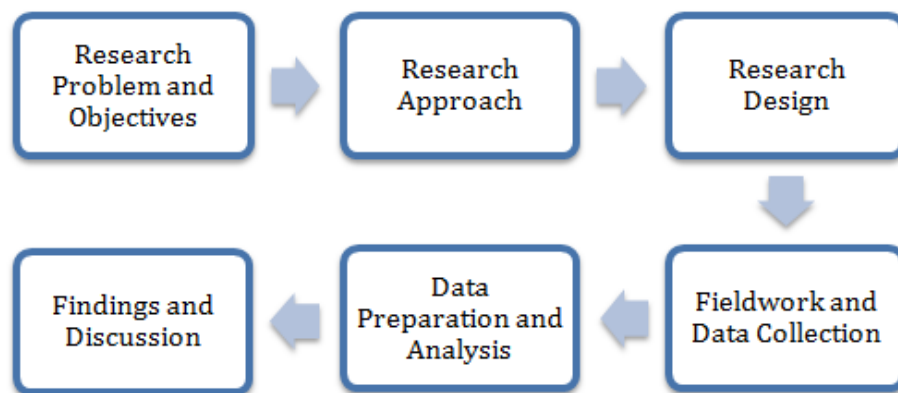 Research
Problem and
Objectives
Research
Approach
Research
Design
Fieldwork and
Data Collection
Data
Preparation and
Analysis
Findings and
Discussion